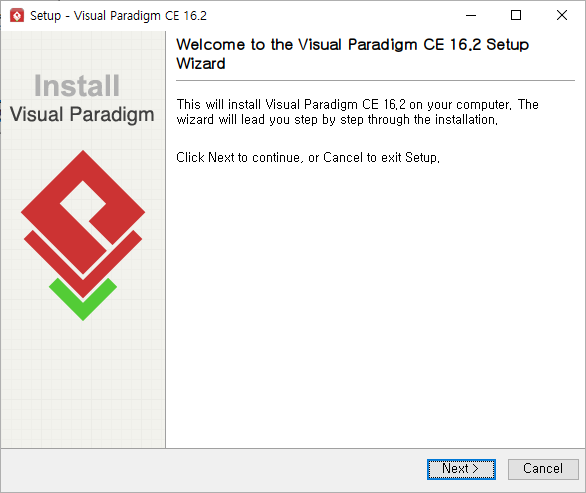 Setup - Visual Paradigm CE 16.2
Install
Visual Paradigm
Welcome to the Visual Paradigm CE 16.2 Setup
Wizard
This will install Visual Paradigm CE 16.2 on your computer. The
wizard will lead you step by step through the installation.
Click Next to continue, or Cancel to exit Setup.
Next >
Cancel